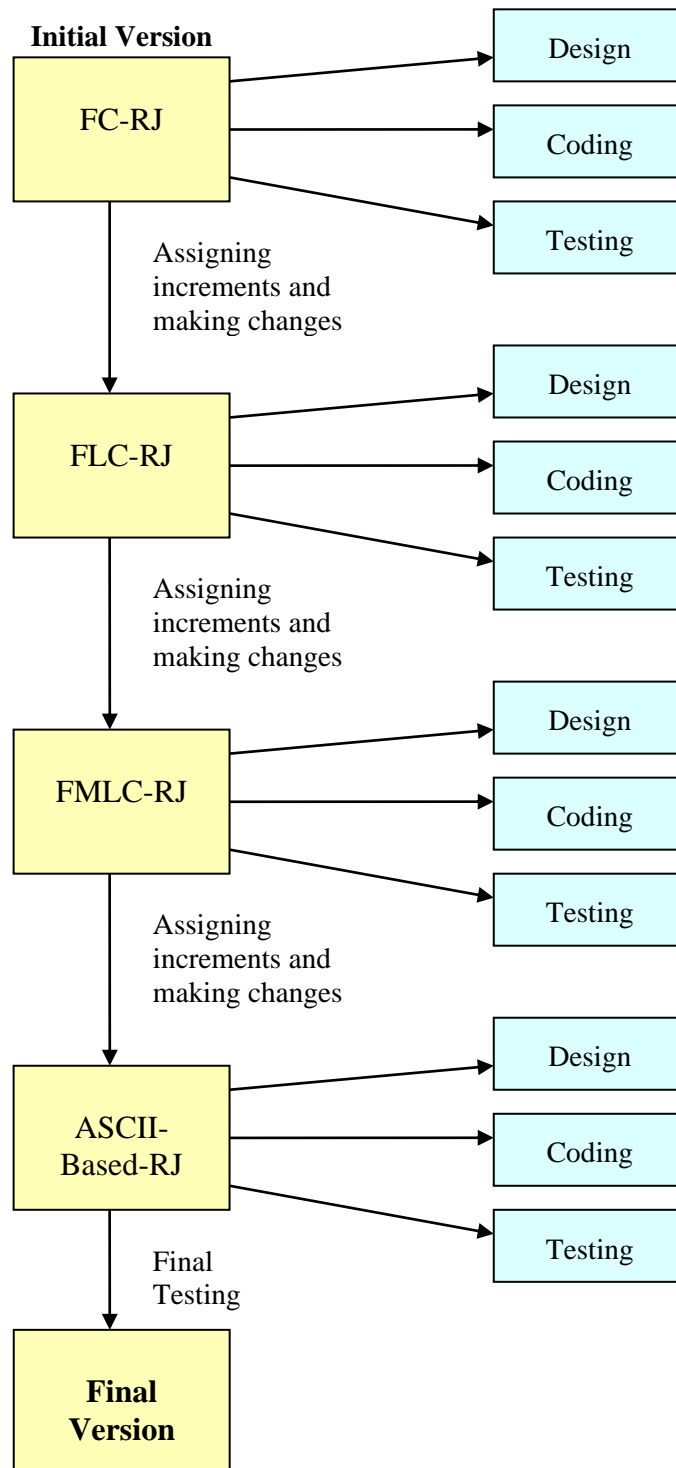 Initial Version
FC-RJ
Design
Coding
Testing
Assigning
increments and
making changes
FLC-RJ
Design
Coding
Testing
Assigning
increments and
making changes
FMLC-RJ
Design
Coding
Testing
Assigning
increments and
making changes
ASCII-
Based-RJ
Design
Coding
Testing
Final
Testing
Final
Version